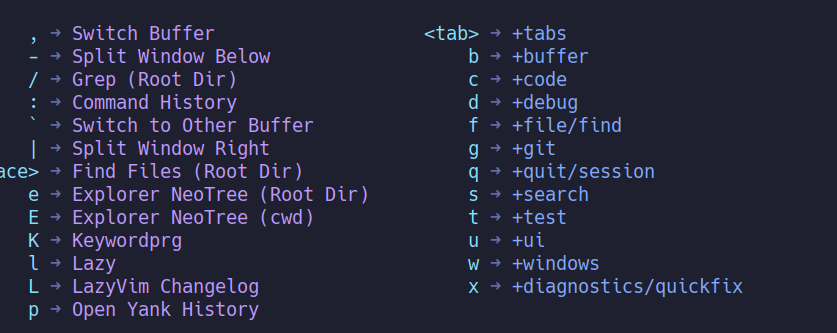 , → Switch Buffer
- → Split Window Below
/ → Grep (Root Dir)
: → Command History
` → Switch to Other Buffer
| → Split Window Right
ace> → Find Files (Root Dir)
e → Explorer NeoTree (Root Dir)
E → Explorer NeoTree (cwd)
K → Keywordprg
l → Lazy
L → LazyVim Changelog
p → Open Yank History
<tab> → +tabs
b → +buffer
c → +code
d → +debug
f → +file/find
g → +git
q → +quit/session
s → +search
t → +test
u → +ui
w → +windows
x → +diagnostics/quickfix